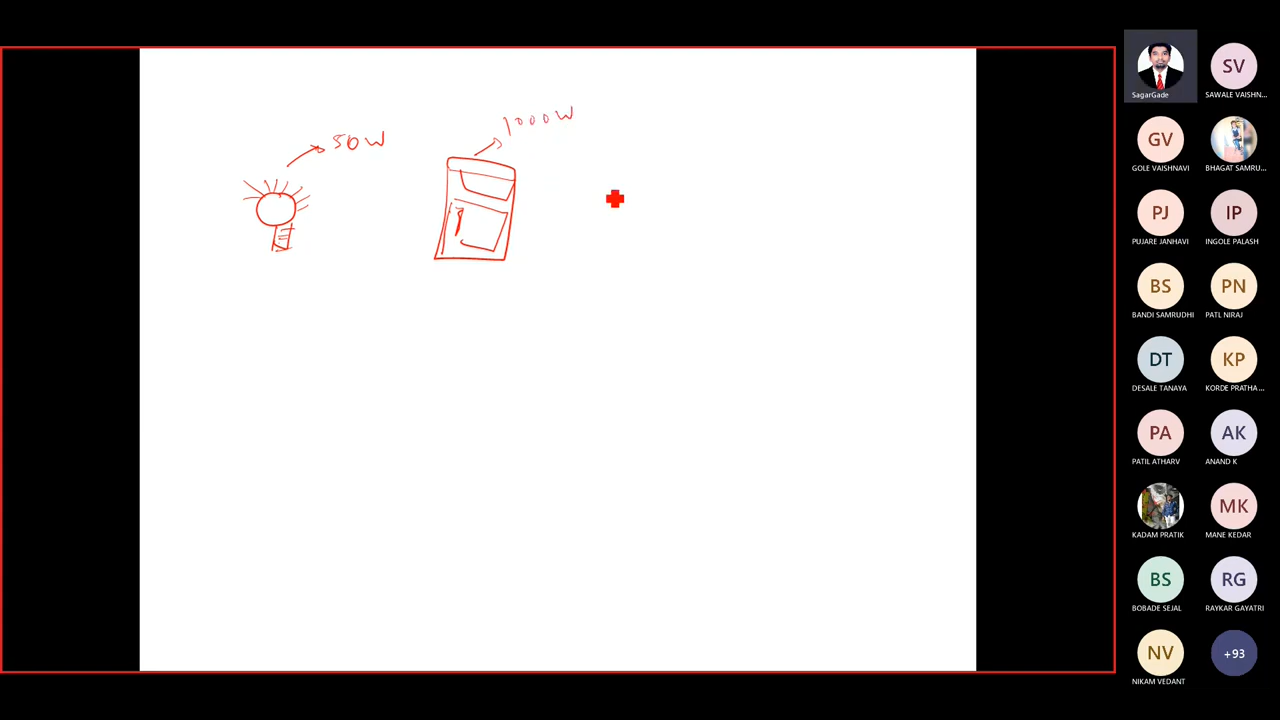 50W
1000W
SagarGade
SV
SAWALE VAISHN...
GV
GOLE VAISHNAVI
BHAGAT SAMRU...
PJ
PUJARE JANHAVI
IP
INGOLE PALASH
BS
BANDI SAMRUDHI
PN
PATL NIRAJ
DT
DESALE TANAYA
KP
KORDE PRATHA...
PA
PATIL ATHARV
AK
ANAND K
KADAM PRATIK
MK
MANE KEDAR
BS
BOBADE SEJAL
RG
RAYKAR GAYATRI
NV
NIKAM VEDANT
+93